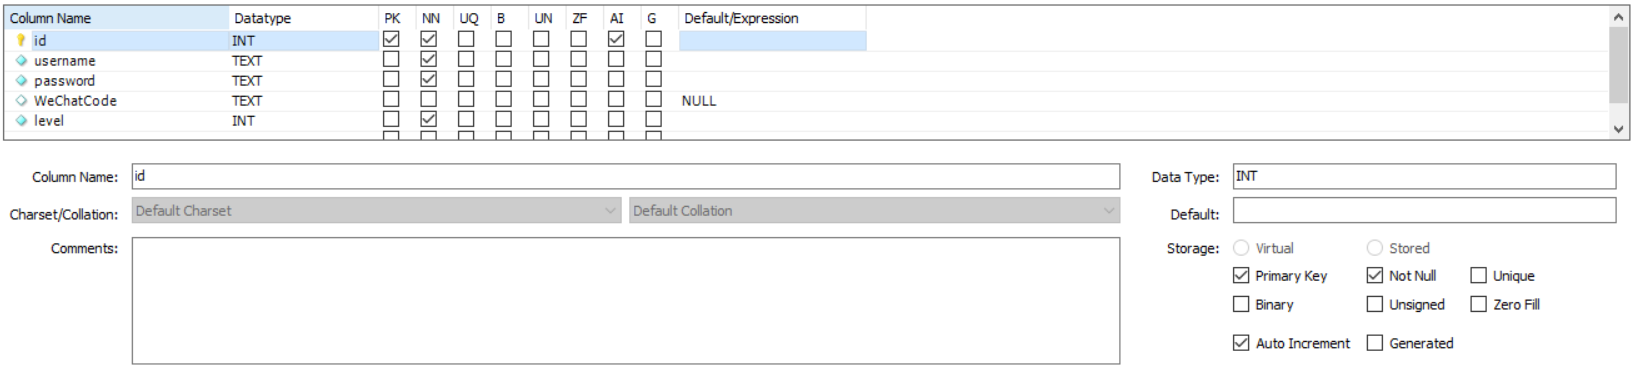 Column Name Datatype PK NN UQ B UN ZF AI G Default/Expression
id INT
username TEXT
password TEXT
WeChatCode TEXT NULL
level INT
Column Name: id Data Type: INT
Charset/Collation: Default Charset Default Collation Default:
Comments: Storage: Virtual Stored
Primary Key Not Null Unique
Binary Unsigned Zero Fill
Auto Increment Generated